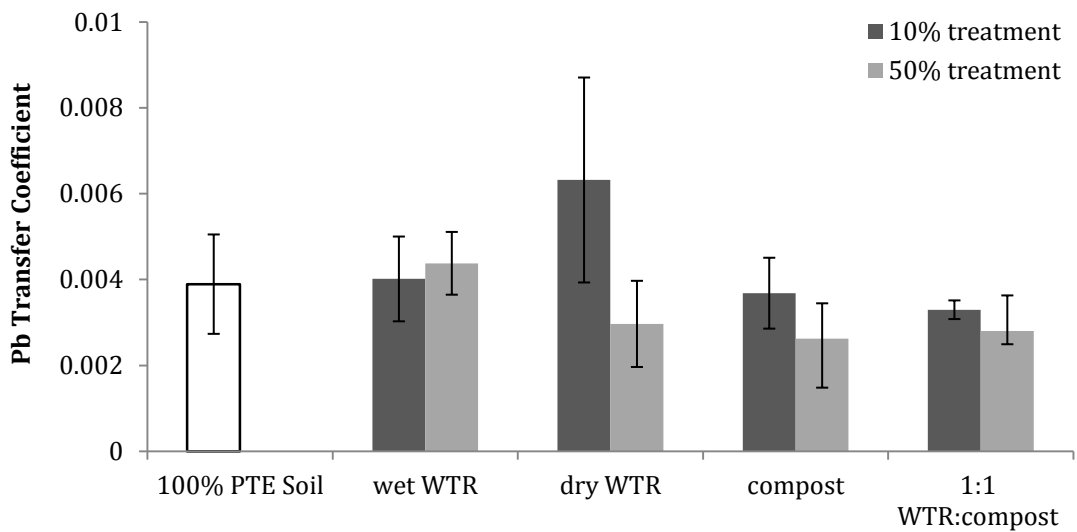 0.01
10% treatment
50% treatment
0.008
0.006
0.004
0.002
0
Pb Transfer Coefficient
100% PTE Soil
wet WTR
dry WTR
compost
1:1
WTR:compost